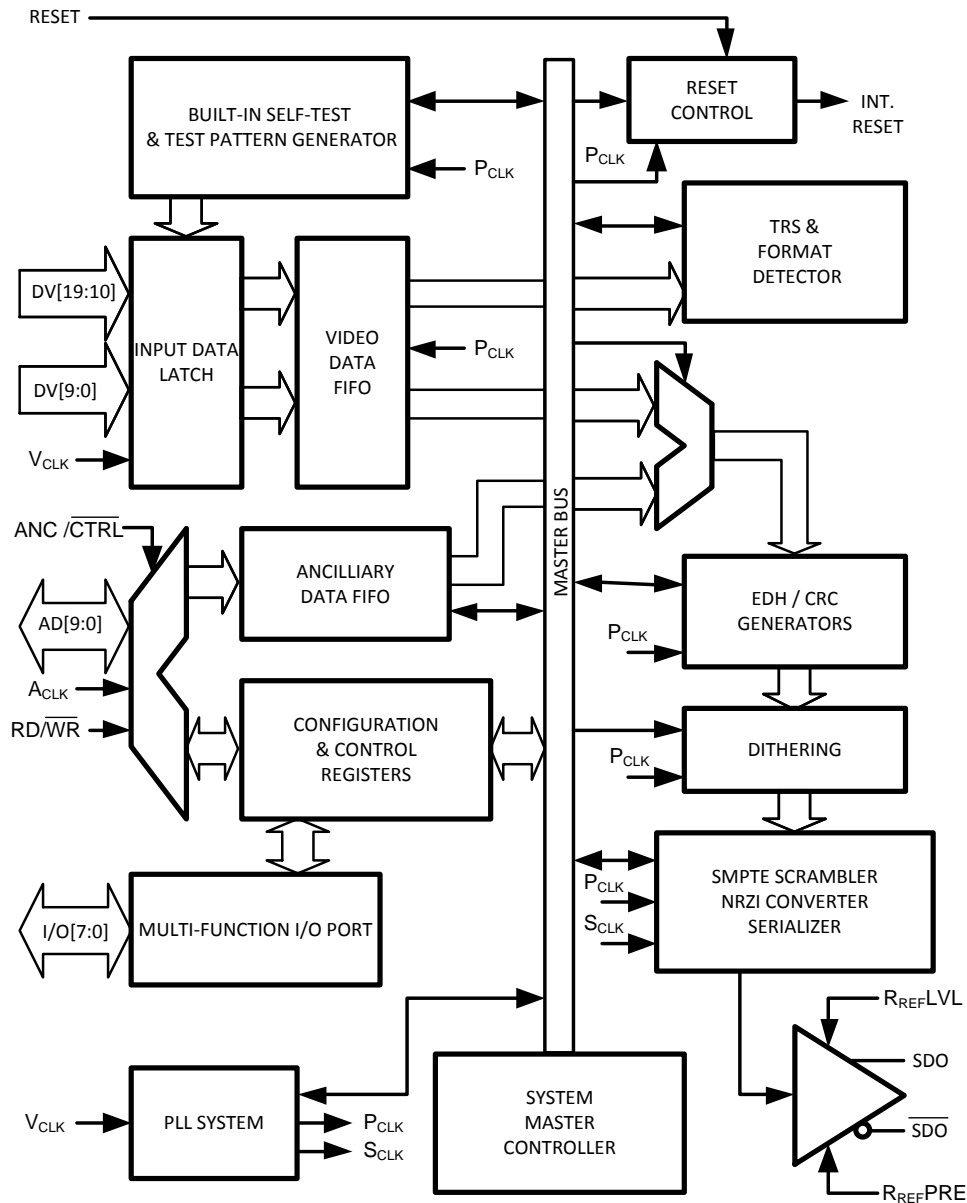 RESET
BUILT-IN SELF-TEST
& TEST PATTERN GENERATOR
PCLK
RESET
CONTROL
INT.
RESET
PCLK
TRS &
FORMAT
DETECTOR
DV[19:10]
DV[9:0]
VCLK
INPUT DATA
LATCH
VIDEO
DATA
FIFO
PCLK
MASTER BUS
ANC /CTRL
AD[9:0]
ACLK
RD/WR
ANCILLIARY
DATA FIFO
CONFIGURATION
& CONTROL
REGISTERS
EDH / CRC
GENERATORS
PCLK
DITHERING
PCLK
SMPTE SCRAMBLER
NRZI CONVERTER
SERIALIZER
PCLK
SCLK
I/O[7:0]
MULTI-FUNCTION I/O PORT
VCLK
PLL SYSTEM
PCLK
SCLK
SYSTEM
MASTER
CONTROLLER
RREFLVL
SDO
SDO
RREFPRE